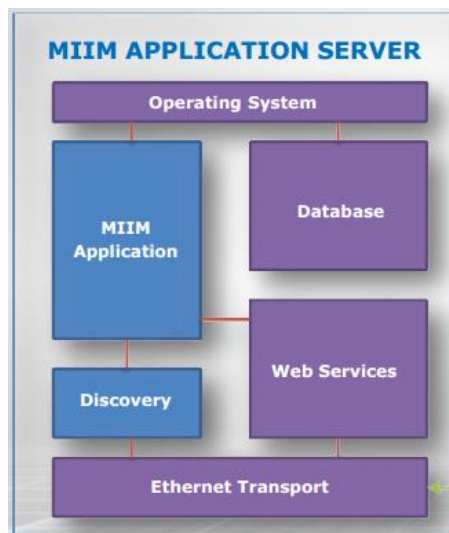 MIIM APPLICATION SERVER
Operating System
MIIM
Application
Database
Web Services
Discovery
Ethernet Transport